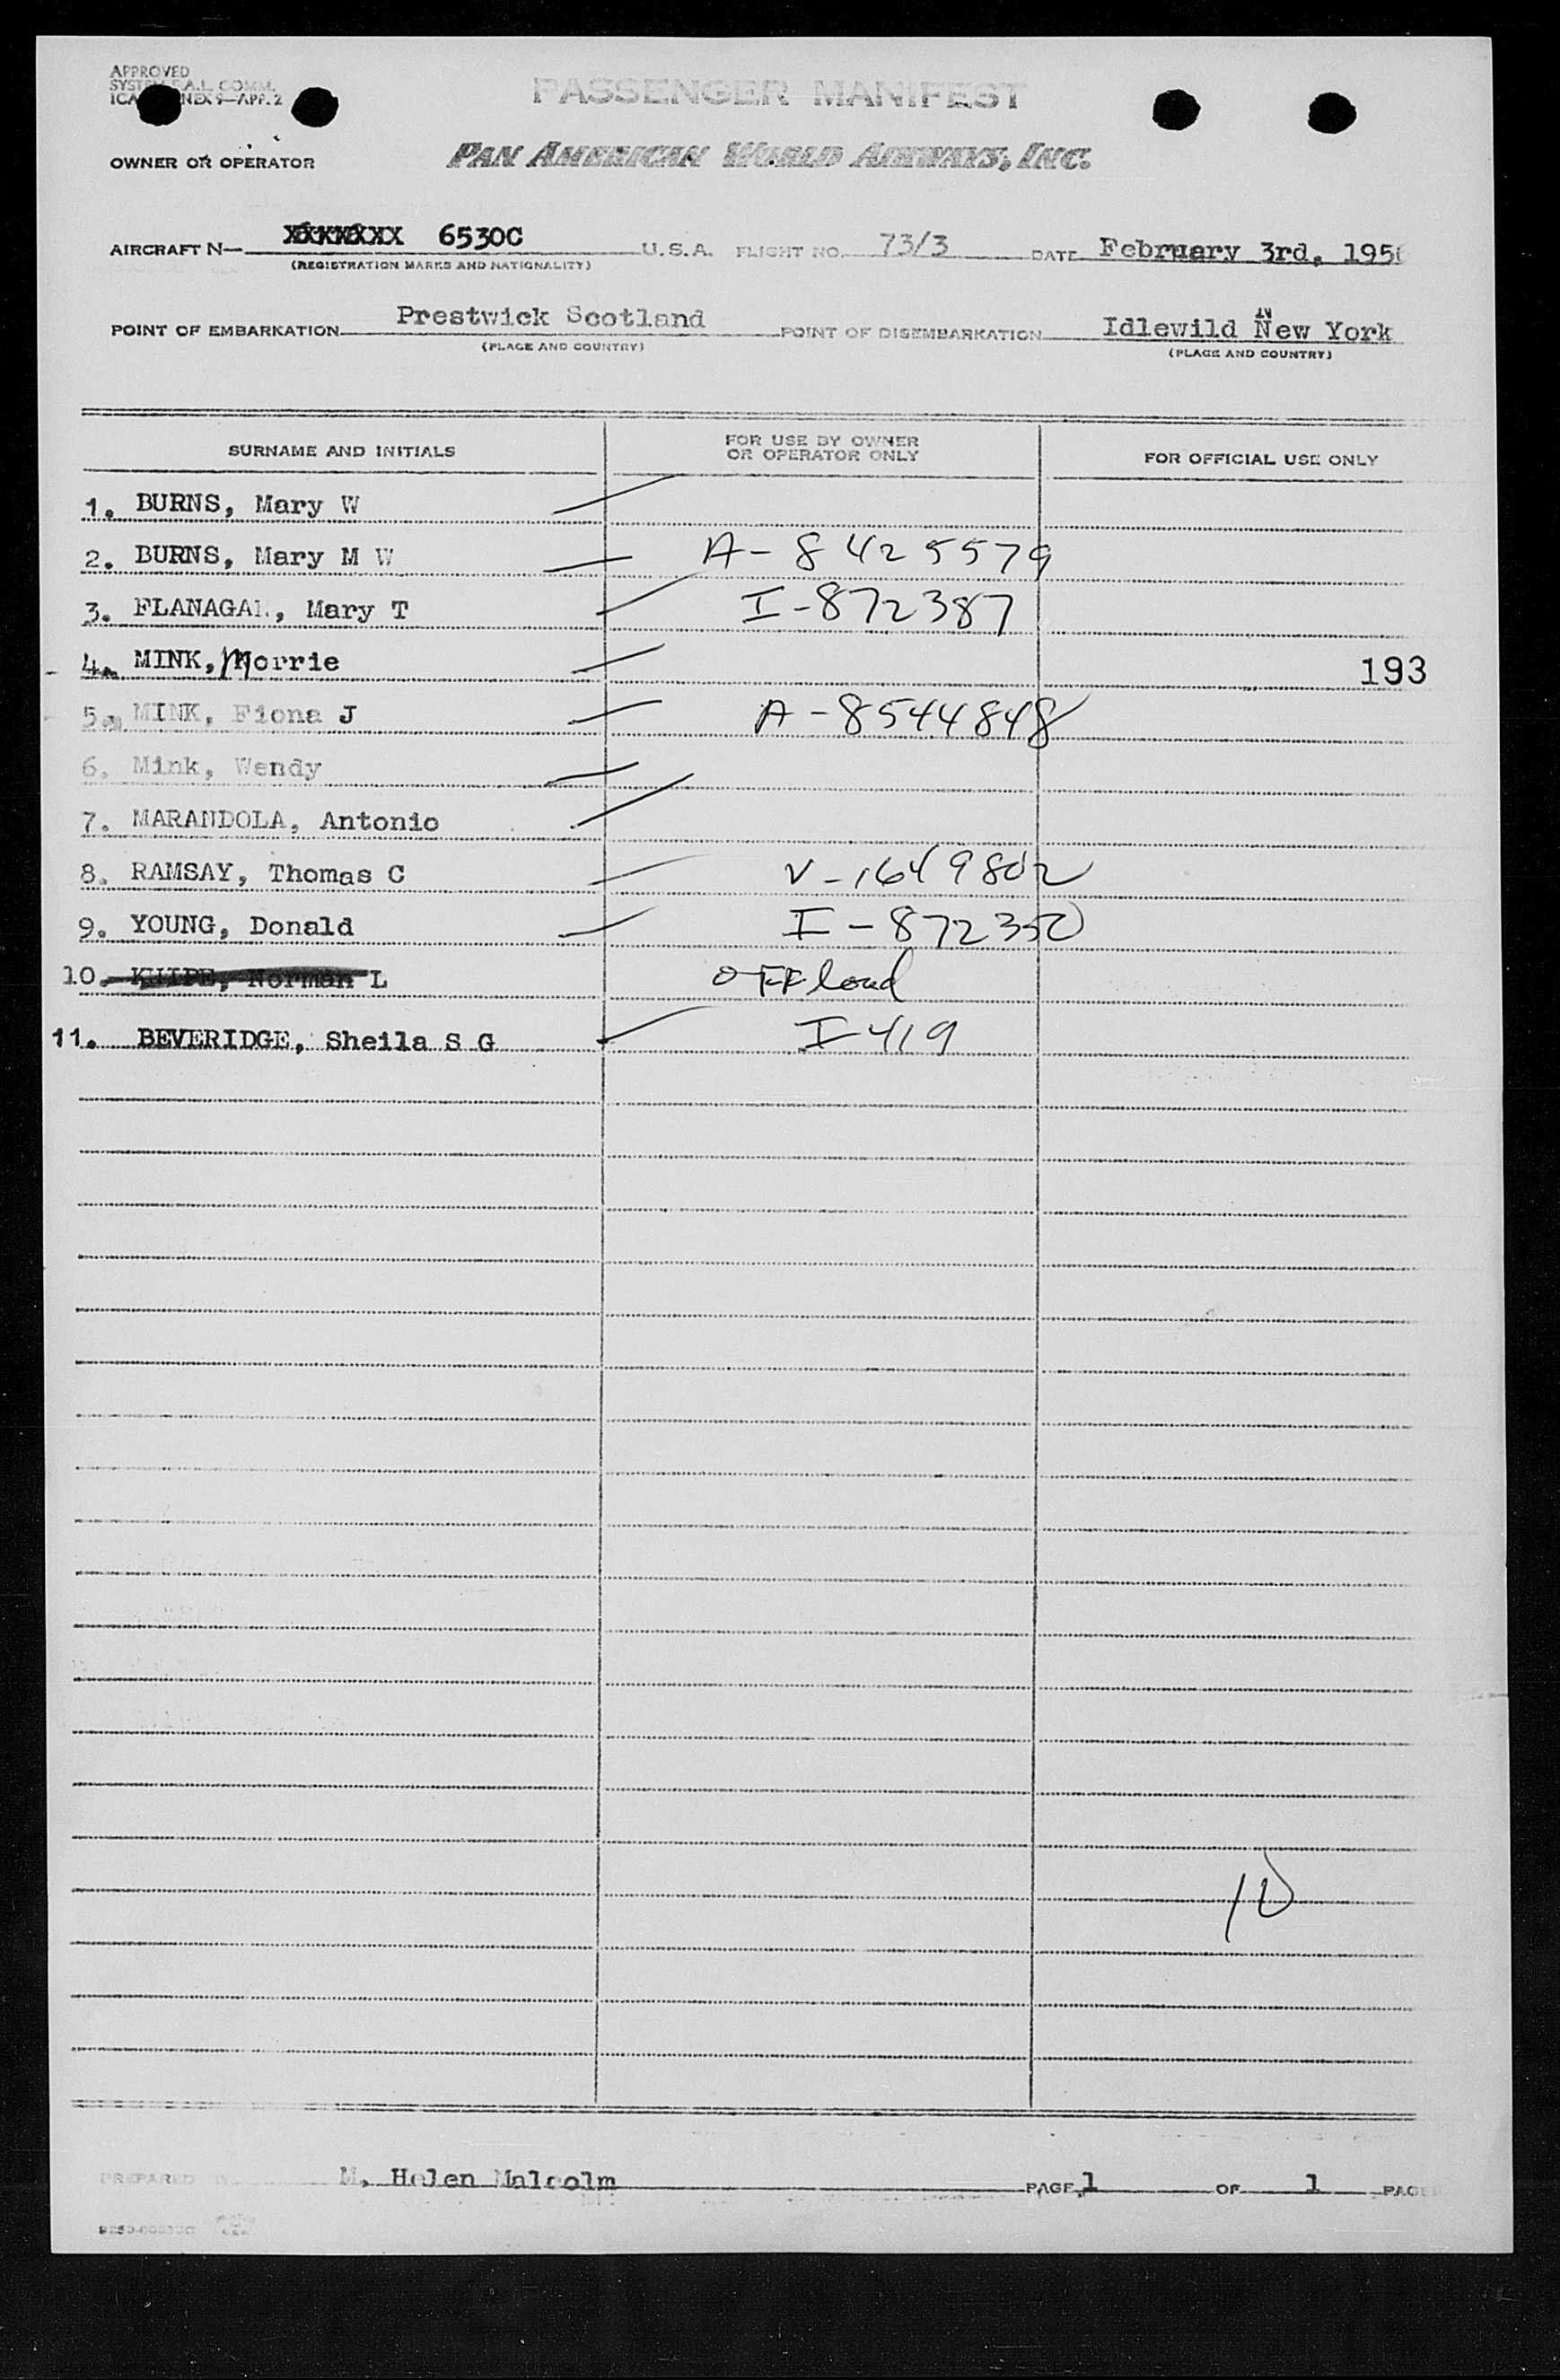 APPROVED
PASSENGER MANIFEST
OWNER OR OPERATOR PAN AMERICAN WORLD AIRWAYS, INC.
AIRCRAFT N— 6530C U.S.A. FLIGHT NO. 73/3 DATE February 3rd, 195
(REGISTRATION MARKS AND NATIONALITY)
POINT OF EMBARKATION Prestwick Scotland POINT OF DISEMBARKATION Idlewild New York
(PLACE AND COUNTRY) (PLACE AND COUNTRY)
SURNAME AND INITIALS FOR USE BY OWNER OR OPERATOR ONLY FOR OFFICIAL USE ONLY
1. BURNS, Mary W
2. BURNS, Mary M W A-8425579
3. FLANAGAN, Mary T I-872387
4. MINK, Morrie 193
5. MINK, Fiona J A-8544848
6. Mink, Wendy
7. MARANDOLA, Antonio
8. RAMSAY, Thomas C V-1649802
9. YOUNG, Donald I-872350
10. Norman L OFFload
11. BEVERIDGE, Sheila S G I-419
10
PREPARED BY M. Helen Malcolm PAGE 1 OF 1 PAGE